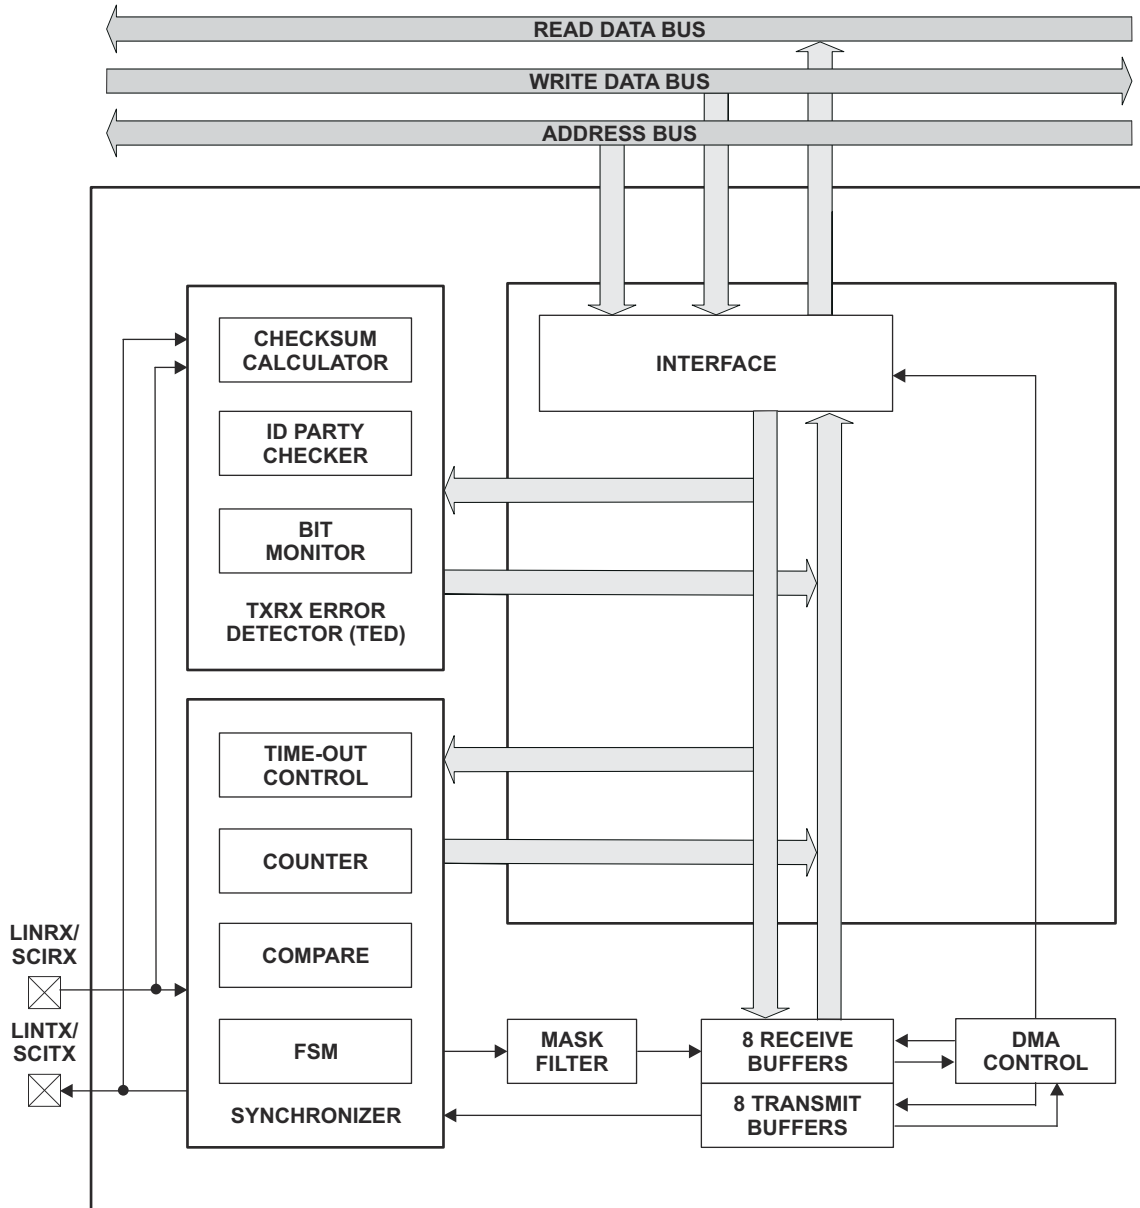 READ DATA BUS
WRITE DATA BUS
ADDRESS BUS
CHECKSUM
CALCULATOR
INTERFACE
ID PARTY
CHECKER
BIT
MONITOR
TXRX ERROR
DETECTOR (TED)
TIME-OUT
CONTROL
COUNTER
COMPARE
LINRX/
SCIRX
LINTX/
SCITX
FSM
SYNCHRONIZER
MASK
FILTER
8 RECEIVE
BUFFERS
8 TRANSMIT
BUFFERS
DMA
CONTROL